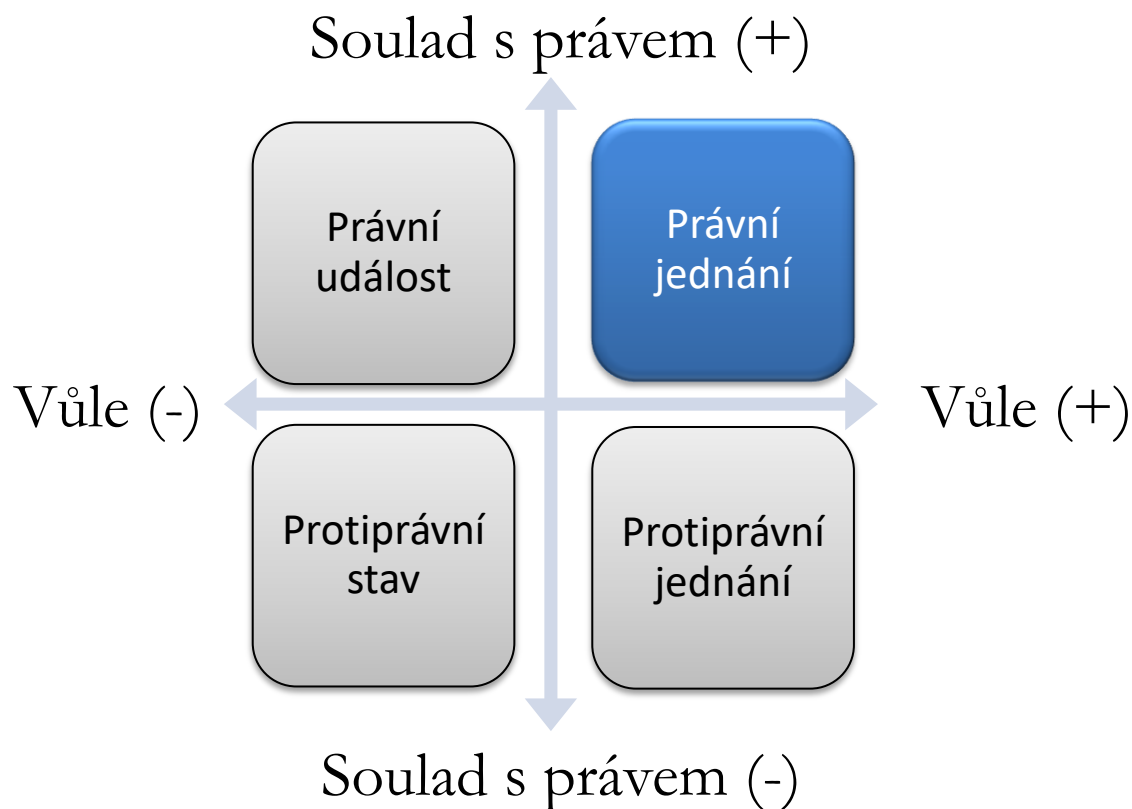 Soulad s právem (+)
Právní
událost
Právní
jednání
Vůle (-)
Vůle (+)
Protiprávní
stav
Protiprávní
jednání
Soulad s právem (-)